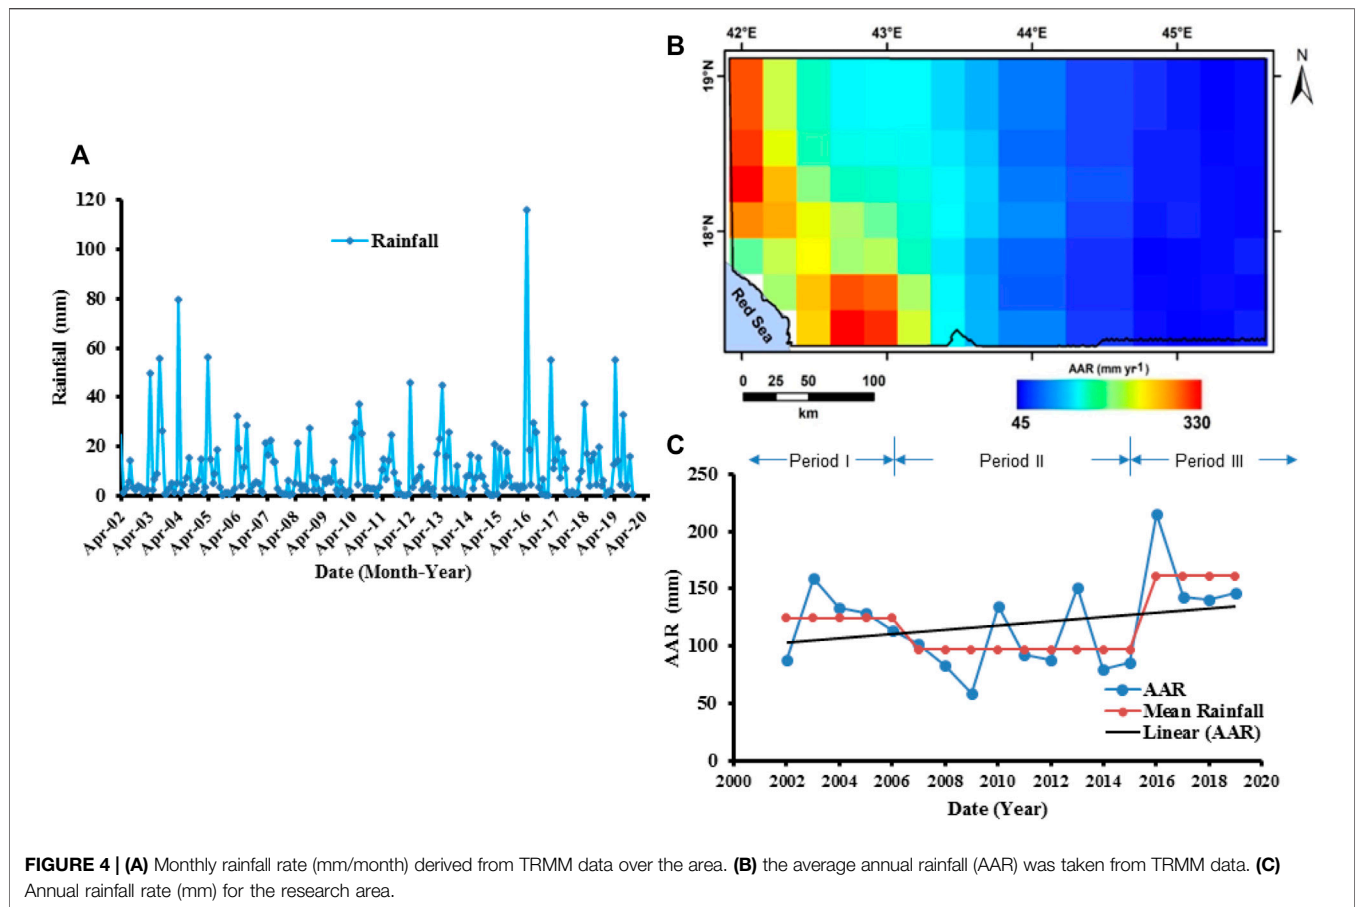 A
120
100
80
60
40
20
0
Rainfall (mm)
Rainfall
Apr-02
Apr-03
Apr-04
Apr-05
Apr-06
Apr-07
Apr-08
Apr-09
Apr-10
Apr-11
Apr-12
Apr-13
Apr-14
Apr-15
Apr-16
Apr-17
Apr-18
Apr-19
Apr-20
Date (Month-Year)
B
42°E 43°E 44°E 45°E
19°N
18°N
N
Red Sea
0 25 50 100
km
AAR (mm yr-1)
45 330
C
Period I Period II Period III
250
200
150
100
50
0
AAR (mm)
AAR
Mean Rainfall
Linear (AAR)
2000 2002 2004 2006 2008 2010 2012 2014 2016 2018 2020
Date (Year)
FIGURE 4 | (A) Monthly rainfall rate (mm/month) derived from TRMM data over the area. (B) the average annual rainfall (AAR) was taken from TRMM data. (C)
Annual rainfall rate (mm) for the research area.